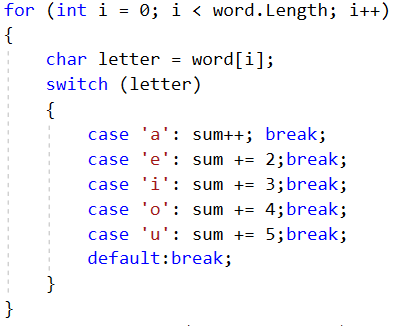 for (int i = 0; i < word.Length; i++)
{
    char letter = word[i];
    switch (letter)
    {
        case 'a': sum++; break;
        case 'e': sum += 2;break;
        case 'i': sum += 3;break;
        case 'o': sum += 4;break;
        case 'u': sum += 5;break;
        default:break;
    }
}